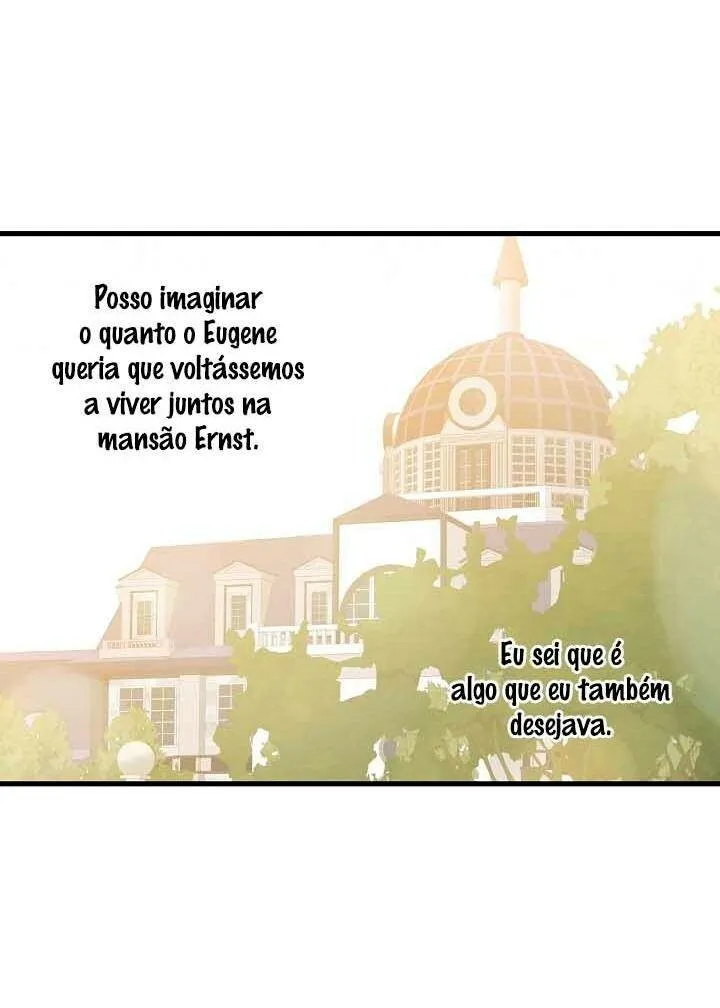 Posso imaginar
o quanto o Eugene
queria que voltássemos
a viver juntos na
mansão Ernst.
Eu sei que é
algo que eu também
desejava.